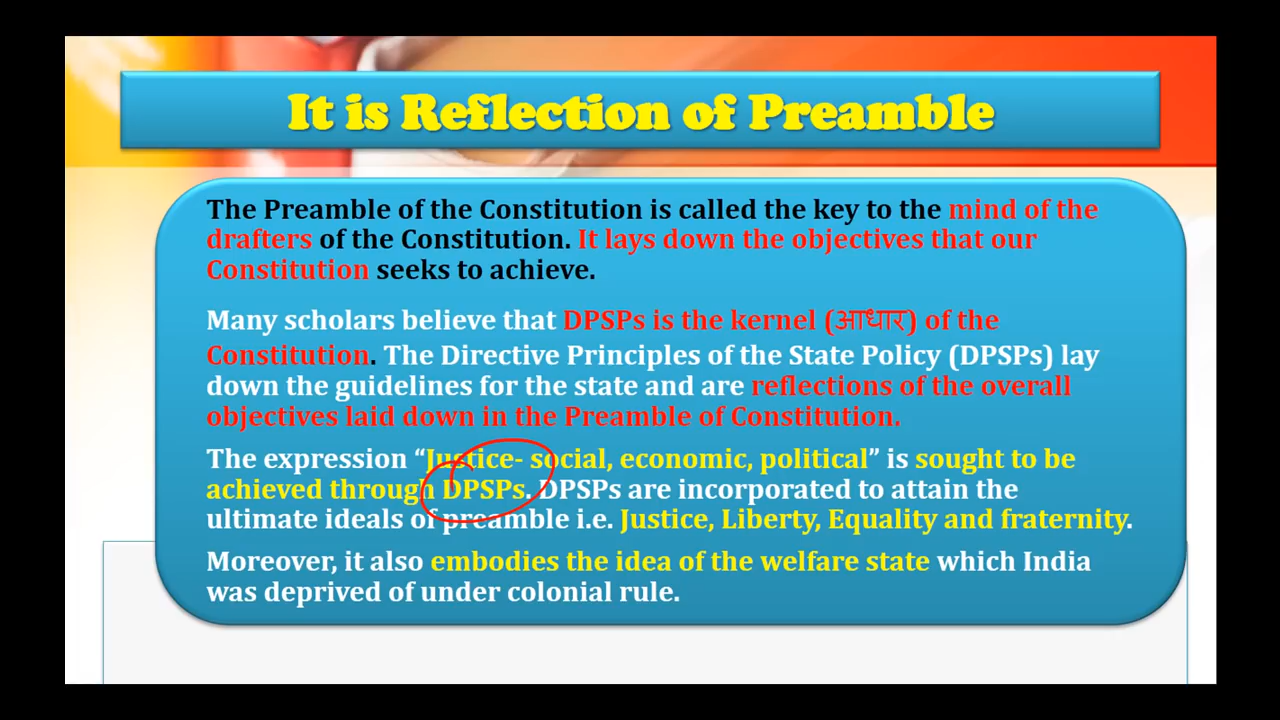 It is Reflection of Preamble
The Preamble of the Constitution is called the key to the mind of the
drafters of the Constitution. It lays down the objectives that our
Constitution seeks to achieve.
Many scholars believe that DPSPs is the kernel (आधार) of the
Constitution. The Directive Principles of the State Policy (DPSPs) lay
down the guidelines for the state and are reflections of the overall
objectives laid down in the Preamble of Constitution.
The expression “Justice- social, economic, political” is sought to be
achieved through DPSPs. DPSPs are incorporated to attain the
ultimate ideals of preamble i.e. Justice, Liberty, Equality and fraternity.
Moreover, it also embodies the idea of the welfare state which India
was deprived of under colonial rule.